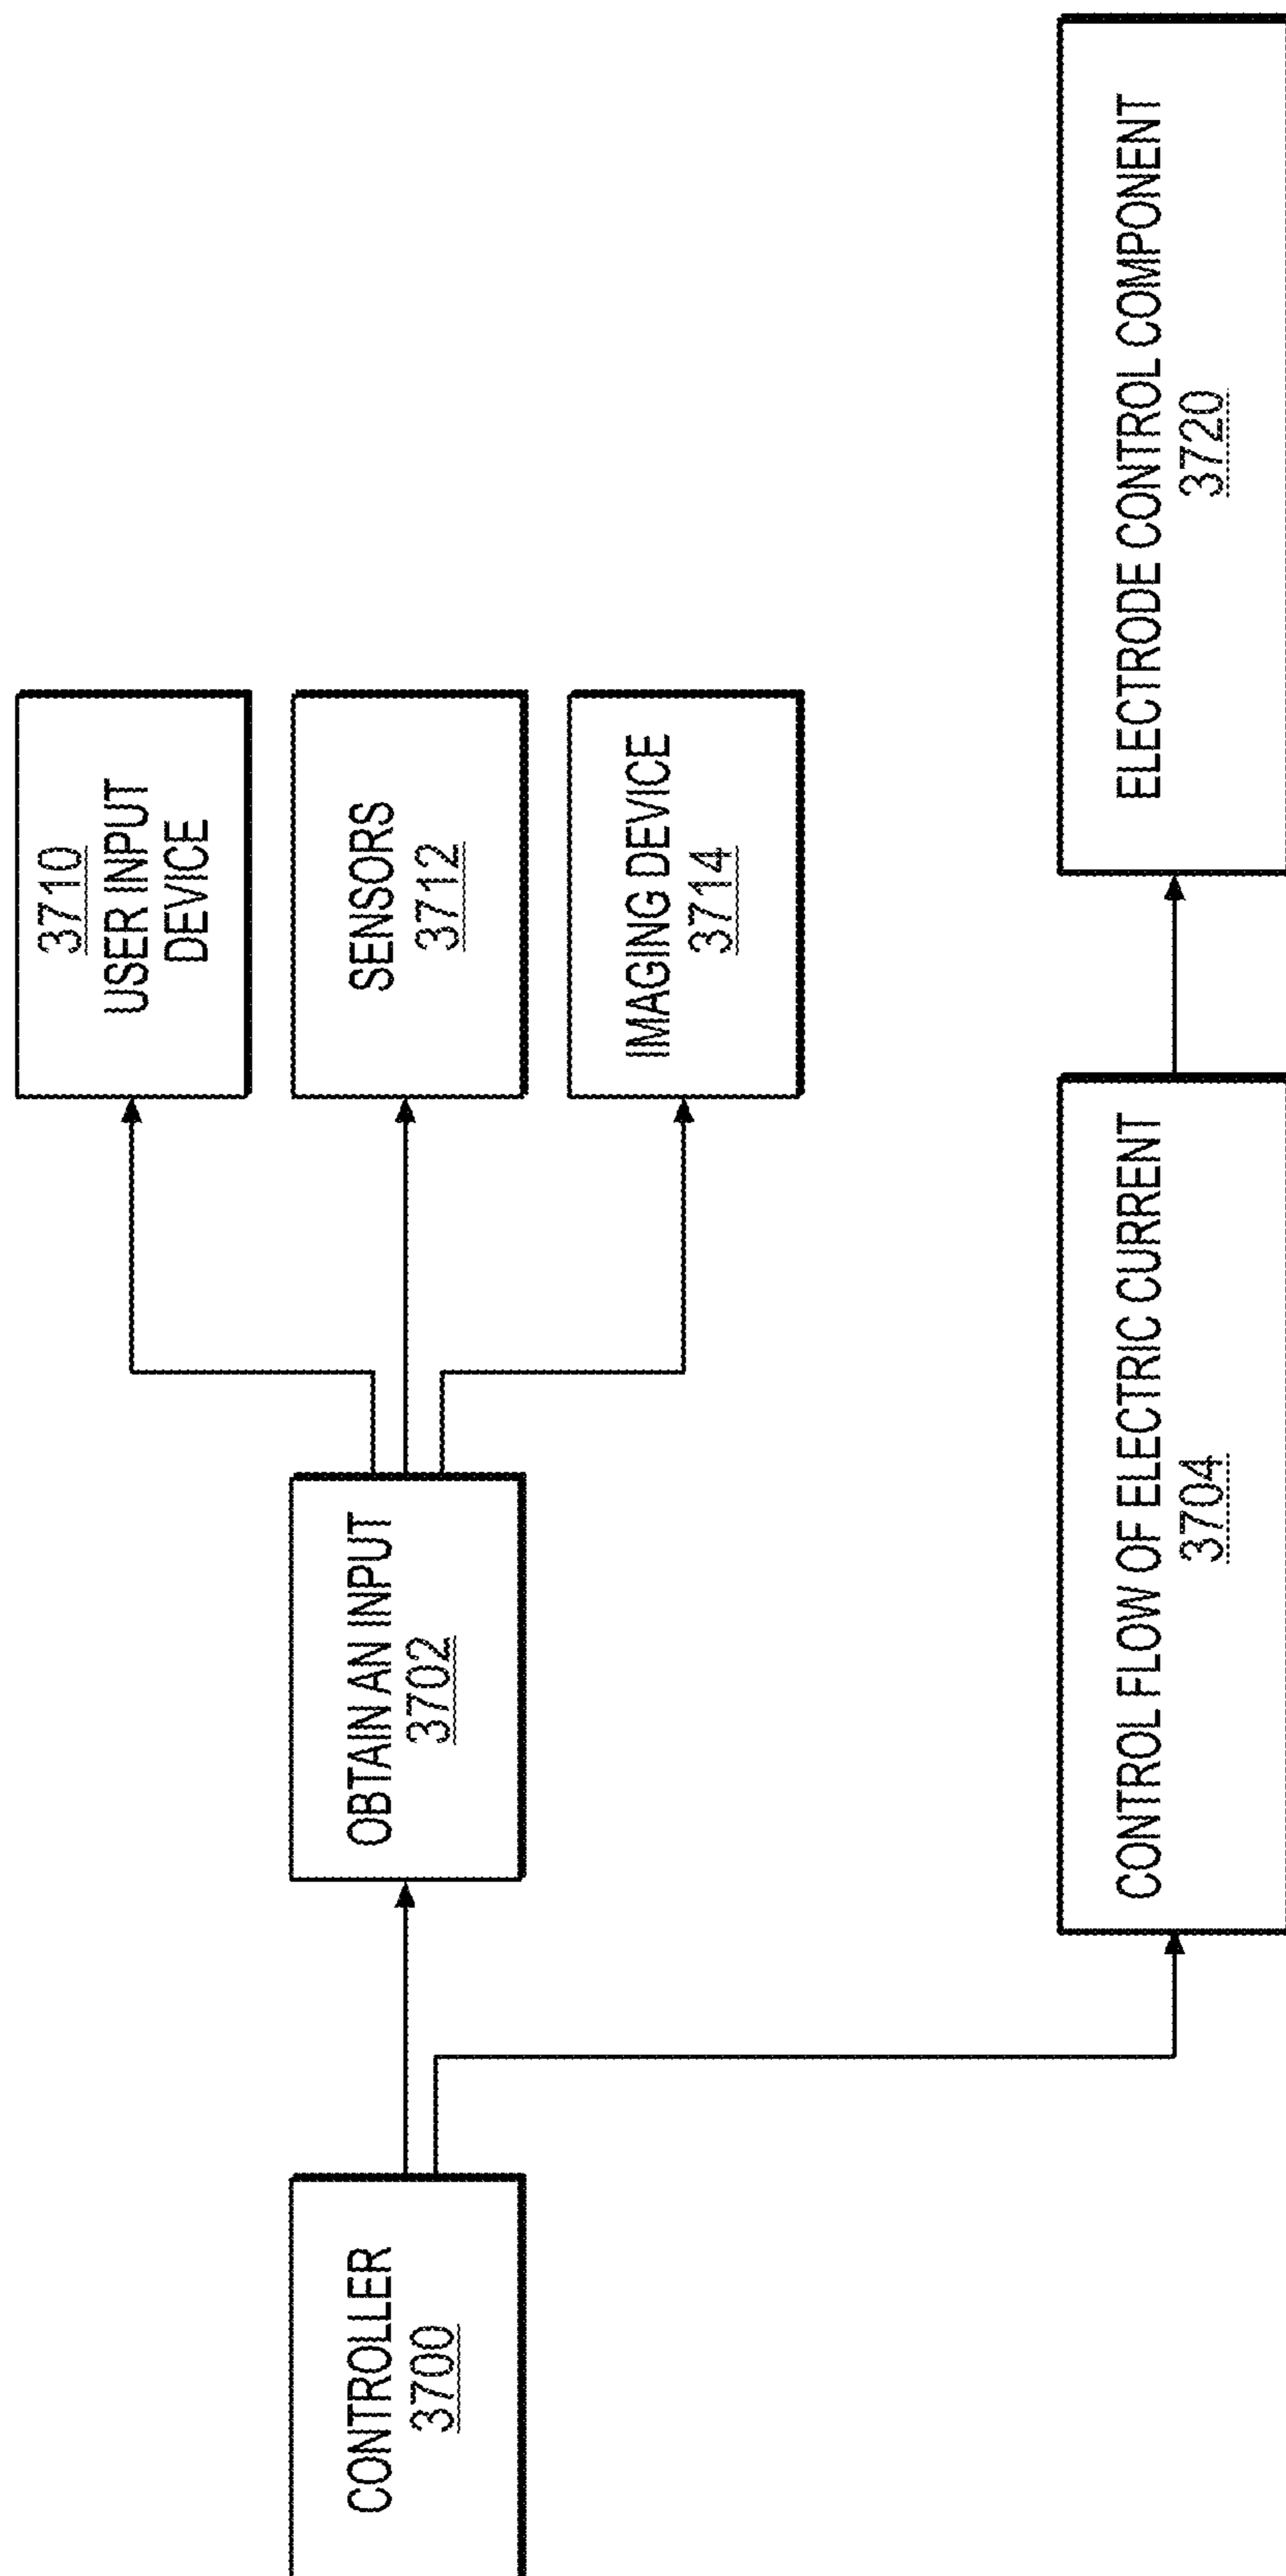 CONTROLLER
3700
OBTAIN AN INPUT
3702
3710
USER INPUT
DEVICE
SENSORS
3712
IMAGING DEVICE
3714
CONTROL FLOW OF ELECTRIC CURRENT
3704
ELECTRODE CONTROL COMPONENT
3720